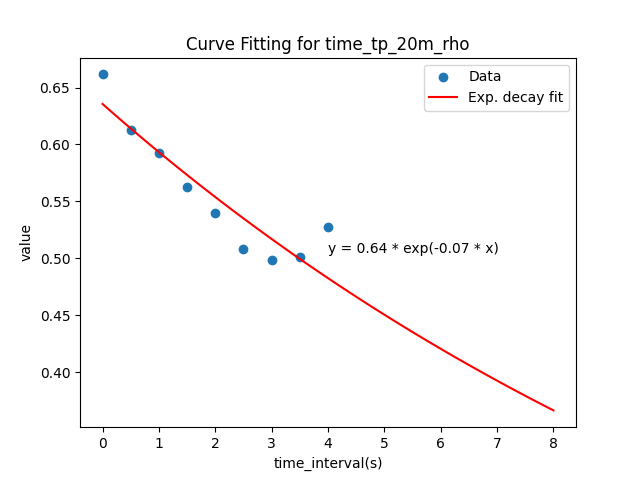 Curve Fitting for time_tp_20m_rho
Data
Exp. decay fit
0.65
0.60
0.55
0.50
0.45
0.40
value
y = 0.64 * exp(-0.07 * x)
0 1 2 3 4 5 6 7 8
time_interval(s)